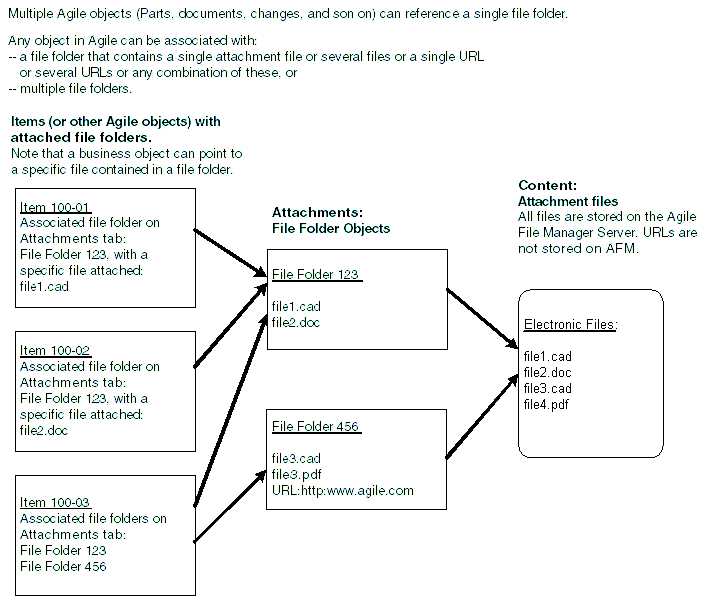 Multiple Agile objects (Parts, documents, changes, and son on) can reference a single file folder.
Any object in Agile can be associated with:
-- a file folder that contains a single attachment file or several files or a single URL
or several URLs or any combination of these, or
-- multiple file folders.
Items (or other Agile objects) with
attached file folders.
Note that a business object can point to
a specific file contained in a file folder.
Item 100-01
Associated file folder on
Attachments tab:
File Folder 123, with a
specific file attached:
file1.cad
Item 100-02
Associated file folder on
Attachments tab:
File Folder 123, with a
specific file attached:
file2.doc
Item 100-03
Associated file folders on
Attachments tab:
File Folder 123
File Folder 456
Attachments:
File Folder Objects
File Folder 123
file1.cad
file2.doc
File Folder 456
file3.cad
file3.pdf
URL:http:www.agile.com
Content:
Attachment files
All files are stored on the Agile
File Manager Server. URLs are
not stored on AFM.
Electronic Files:
file1.cad
file2.doc
file3.cad
file4.pdf